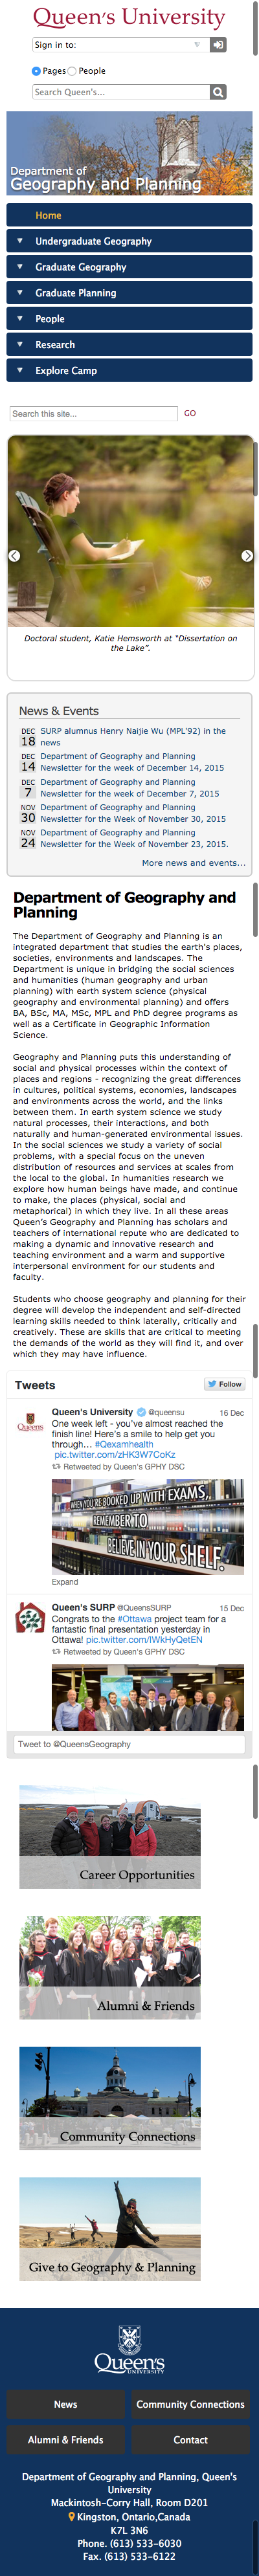 Queen's University
Sign in to:
Pages People
Search Queen's...
Department of
Geography and Planning
Home
Undergraduate Geography
Graduate Geography
Graduate Planning
People
Research
Explore Camp
Search this site...
GO
Doctoral student, Katie Hemsworth at "Dissertation on
the Lake".
News & Events
DEC 18 SURP alumnus Henry Naijie Wu (MPL'92) in the
news
DEC 14 Department of Geography and Planning
Newsletter for the week of December 14, 2015
DEC 7 Department of Geography and Planning
Newsletter for the week of December 7, 2015
NOV 30 Department of Geography and Planning
Newsletter for the Week of November 30, 2015
NOV 24 Department of Geography and Planning
Newsletter for the Week of November 23, 2015.
More news and events...
Department of Geography and
Planning
The Department of Geography and Planning is an
integrated department that studies the earth's places,
societies, environments and landscapes. The
Department is unique in bridging the social sciences
and humanities (human geography and urban
planning) with earth system science (physical
geography and environmental planning) and offers
BA, BSc, MA, MSc, MPL and PhD degree programs as
well as a Certificate in Geographic Information
Science.
Geography and Planning puts this understanding of
social and physical processes within the context of
places and regions - recognizing the great differences
in cultures, political systems, economies, landscapes
and environments across the world, and the links
between them. In earth system science we study
natural processes, their interactions, and both
naturally and human-generated environmental issues.
In the social sciences we study a variety of social
problems, with a special focus on the uneven
distribution of resources and services at scales from
the local to the global. In humanities research we
explore how human beings have made, and continue
to make, the places (physical, social and
metaphorical) in which they live. In all these areas
Queen's Geography and Planning has scholars and
teachers of international repute who are dedicated to
making a dynamic and innovative research and
teaching environment and a warm and supportive
interpersonal environment for our students and
faculty.
Students who choose geography and planning for their
degree will develop the independent and self-directed
learning skills needed to think laterally, critically and
creatively. These are skills that are critical to meeting
the demands of the world as they will find it, and over
which they may have influence.
Tweets
Follow
Queens
Queen's University @queensu 16 Dec
One week left - you've almost reached the
finish line! Here's a smile to help get you
through... #Qexamhealth
pic.twitter.com/zHK3W7CoKz
Retweeted by Queen's GPHY DSC
WHEN YOU'RE BOOKED UP WITH EXAMS,
REMEMBER TO
BELIEVE IN YOUR SHELF.
Expand
Queen's SURP @QueensSURP 15 Dec
Congrats to the #Ottawa project team for a
fantastic final presentation yesterday in
Ottawa! pic.twitter.com/lWkHyQetEN
Retweeted by Queen's GPHY DSC
Tweet to @QueensGeography
Career Opportunities
Alumni & Friends
Community Connections
Give to Geography & Planning
Queen's
UNIVERSITY
News
Community Connections
Alumni & Friends
Contact
Department of Geography and Planning, Queen's
University
Mackintosh-Corry Hall, Room D201
Kingston, Ontario,Canada
K7L 3N6
Phone. (613) 533-6030
Fax. (613) 533-6122